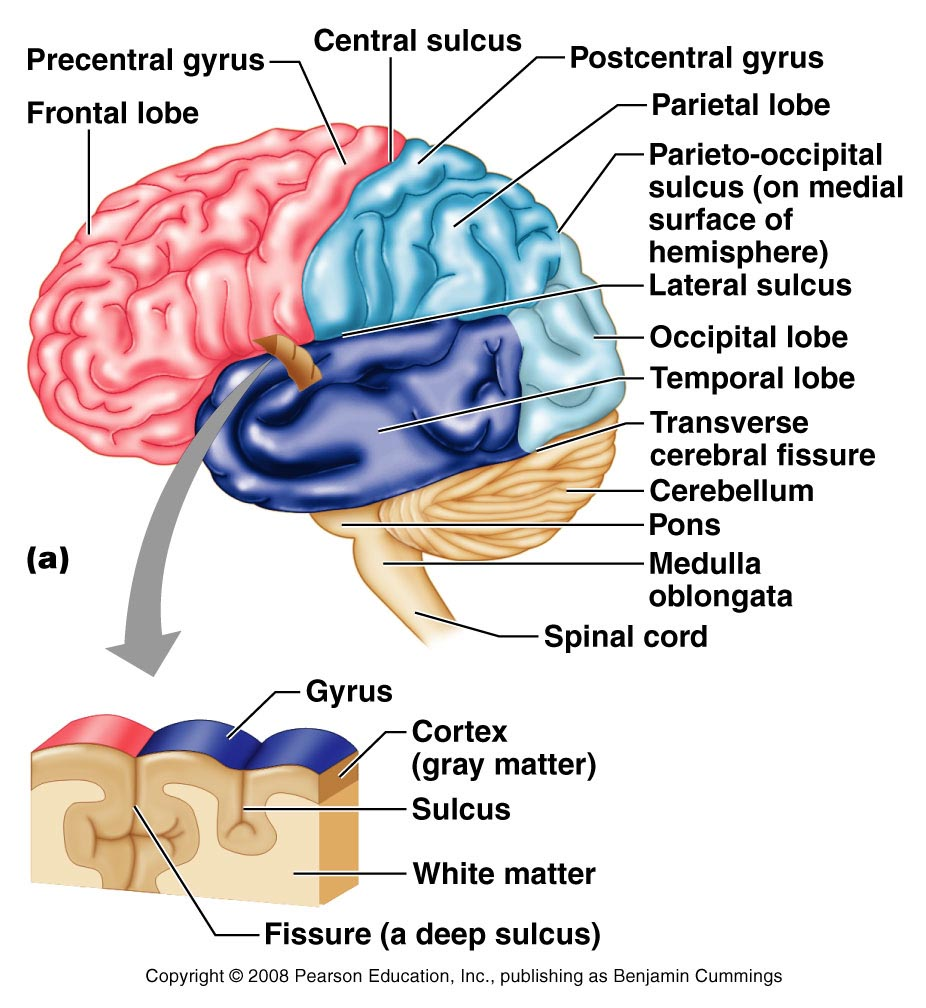 Central sulcus
Precentral gyrus
Postcentral gyrus
Frontal lobe
Parietal lobe
Parieto-occipital
sulcus (on medial
surface of
hemisphere)
Lateral sulcus
Occipital lobe
Temporal lobe
Transverse
cerebral fissure
Cerebellum
Pons
(a)
Medulla
oblongata
Spinal cord
Gyrus
Cortex
(gray matter)
Sulcus
White matter
Fissure (a deep sulcus)
Copyright © 2008 Pearson Education, Inc., publishing as Benjamin Cummings